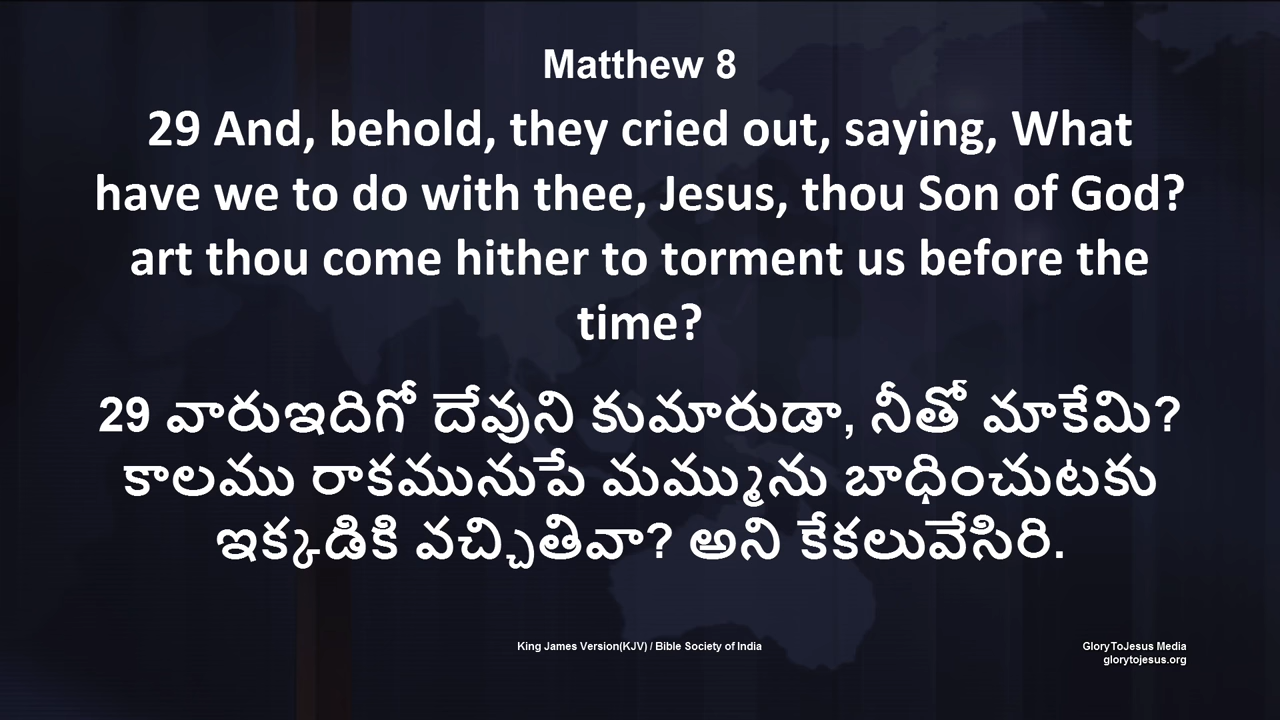 Matthew 8
29 And, behold, they cried out, saying, What
have we to do with thee, Jesus, thou Son of God?
art thou come hither to torment us before the
time?
29 వారుఇదిగో దేవుని కుమారుడా, నీతో మాకేమి?
కాలము రాకమునుపే మమ్మును బాధించుటకు
ఇక్కడికి వచ్చితివా? అని కేకలువేసిరి.
King James Version(KJV) / Bible Society of India
GloryToJesus Media
glorytojesus.org